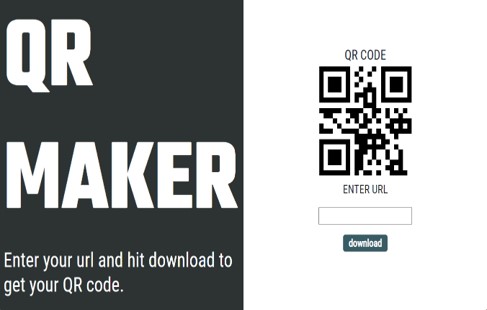 QR
MAKER
Enter your url and hit download to
get your QR code.
QR CODE
ENTER URL
download